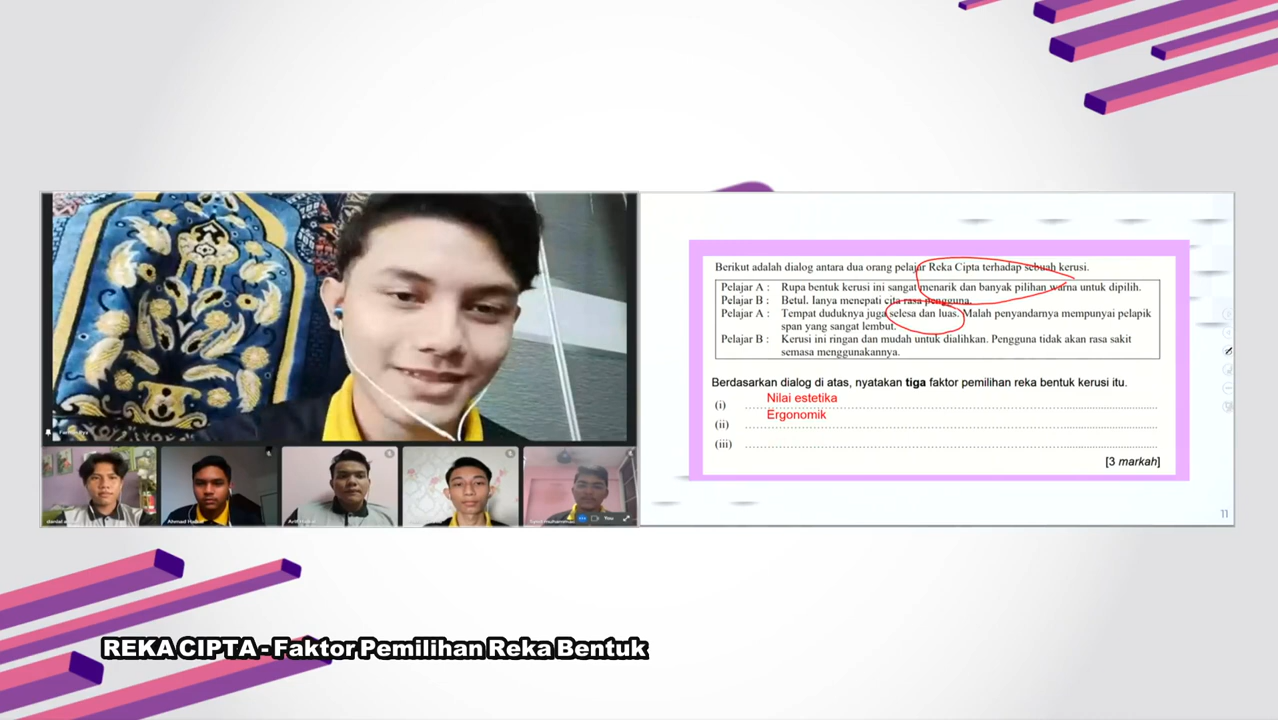 Berikut adalah dialog antara dua orang pelajar Reka Cipta terhadap sebuah kerusi.
Pelajar A : Rupa bentuk kerusi ini sangat menarik dan banyak pilihan warna untuk dipilih.
Pelajar B : Betul. Ianya menepati cita rasa pengguna.
Pelajar A : Tempat duduknya juga selesa dan luas. Malah penyandarnya mempunyai pelapik
span yang sangat lembut.
Pelajar B : Kerusi ini ringan dan mudah untuk dialihkan. Pengguna tidak akan rasa sakit
semasa menggunakannya.
Berdasarkan dialog di atas, nyatakan tiga faktor pemilihan reka bentuk kerusi itu.
(i) Nilai estetika
(ii) Ergonomik
(iii)
[3 markah]
11
You
REKA CIPTA - Faktor Pemilihan Reka Bentuk